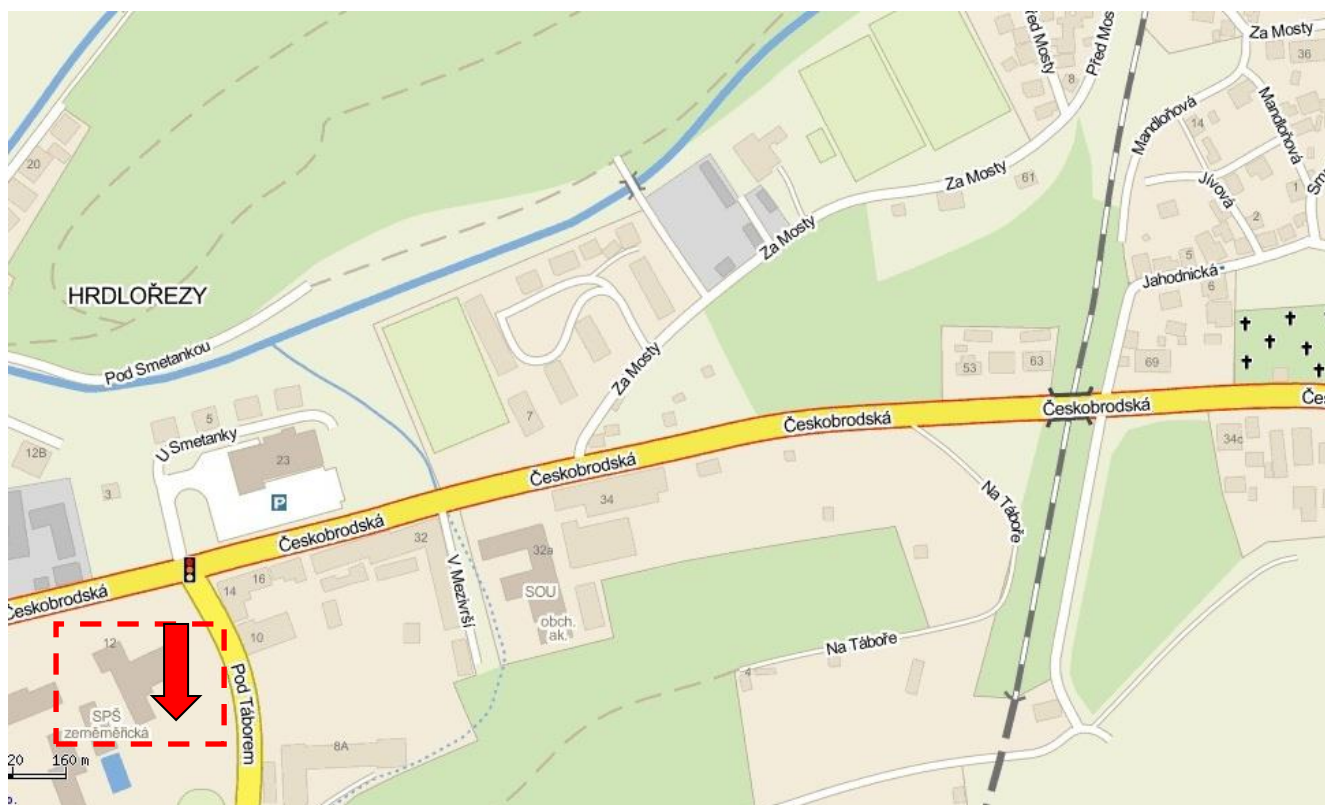 Před Mos
Za Mosty
36
8
Mandloňová
14
Mandloňová
20
Za Mosty
61
Jívová
1
2
Za Mosty
5
Jahodnická
6
HRDLOŘEZY
Pod Smetankou
Za Mosty
53
63
69
Českobrodská
Českobrodská
7
5
U Smetanky
12B
23
34c
P
Českobrodská
3
34
Na Táboře
Českobrodská
32
32a
V Mezivrší
16
SOU
14
Českobrodská
obch.
ak.
12
10
Na Táboře
4
Pod Táborem
SPŠ
zeměměřická
8A
20 160 m